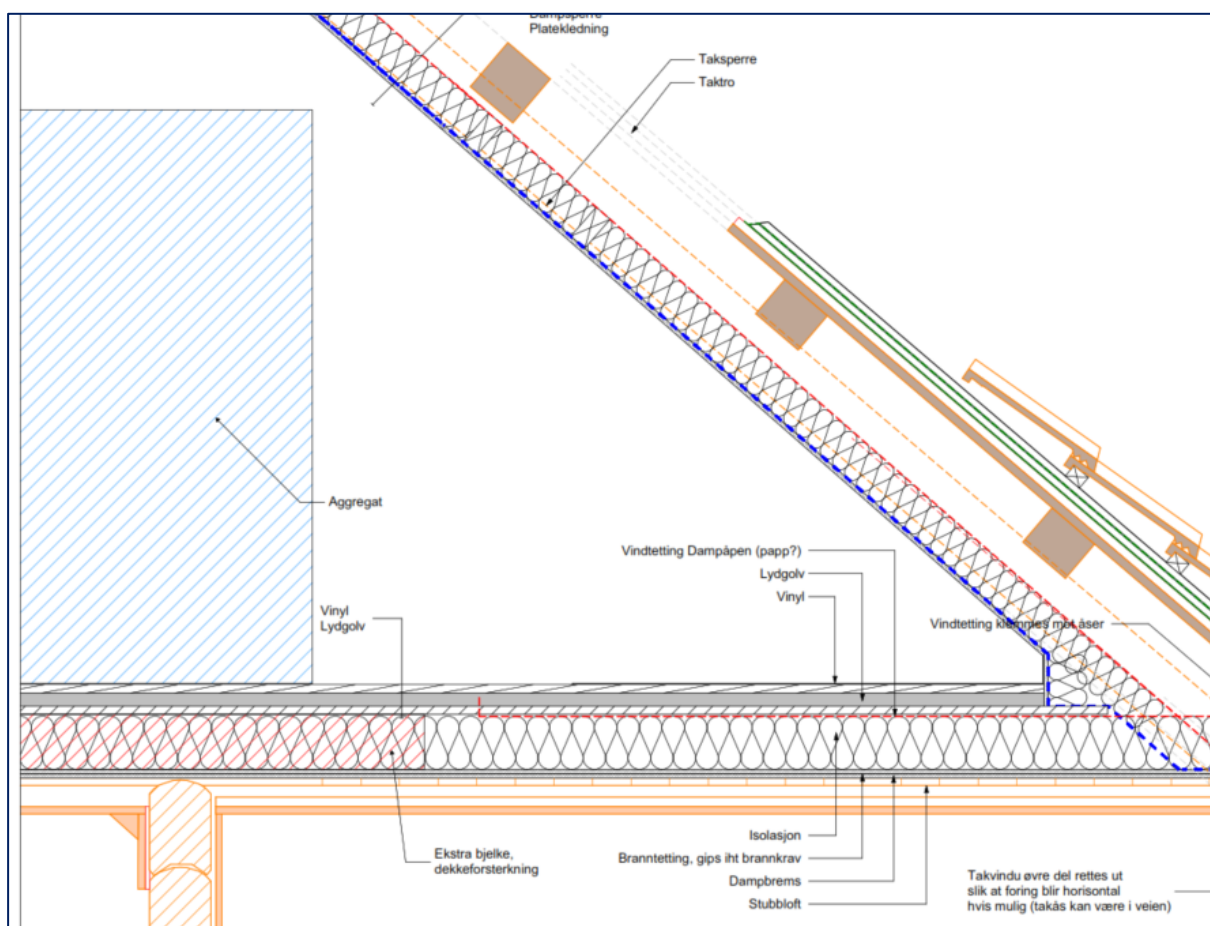 Dampsperre
Platekledning
Taksperre
Taktro
Aggregat
Vindtetting Dampåpen (papp?)
Lydgolv
Vinyl
Vinyl
Lydgolv
Vindtetting klemmes mot åser
Isolasjon
Branntetting, gips iht brannkrav
Dampbrems
Stubbloft
Ekstra bjelke,
dekkeforsterkning
Takvindu øvre del rettes ut
slik at foring blir horisontal
hvis mulig (takås kan være i veien)